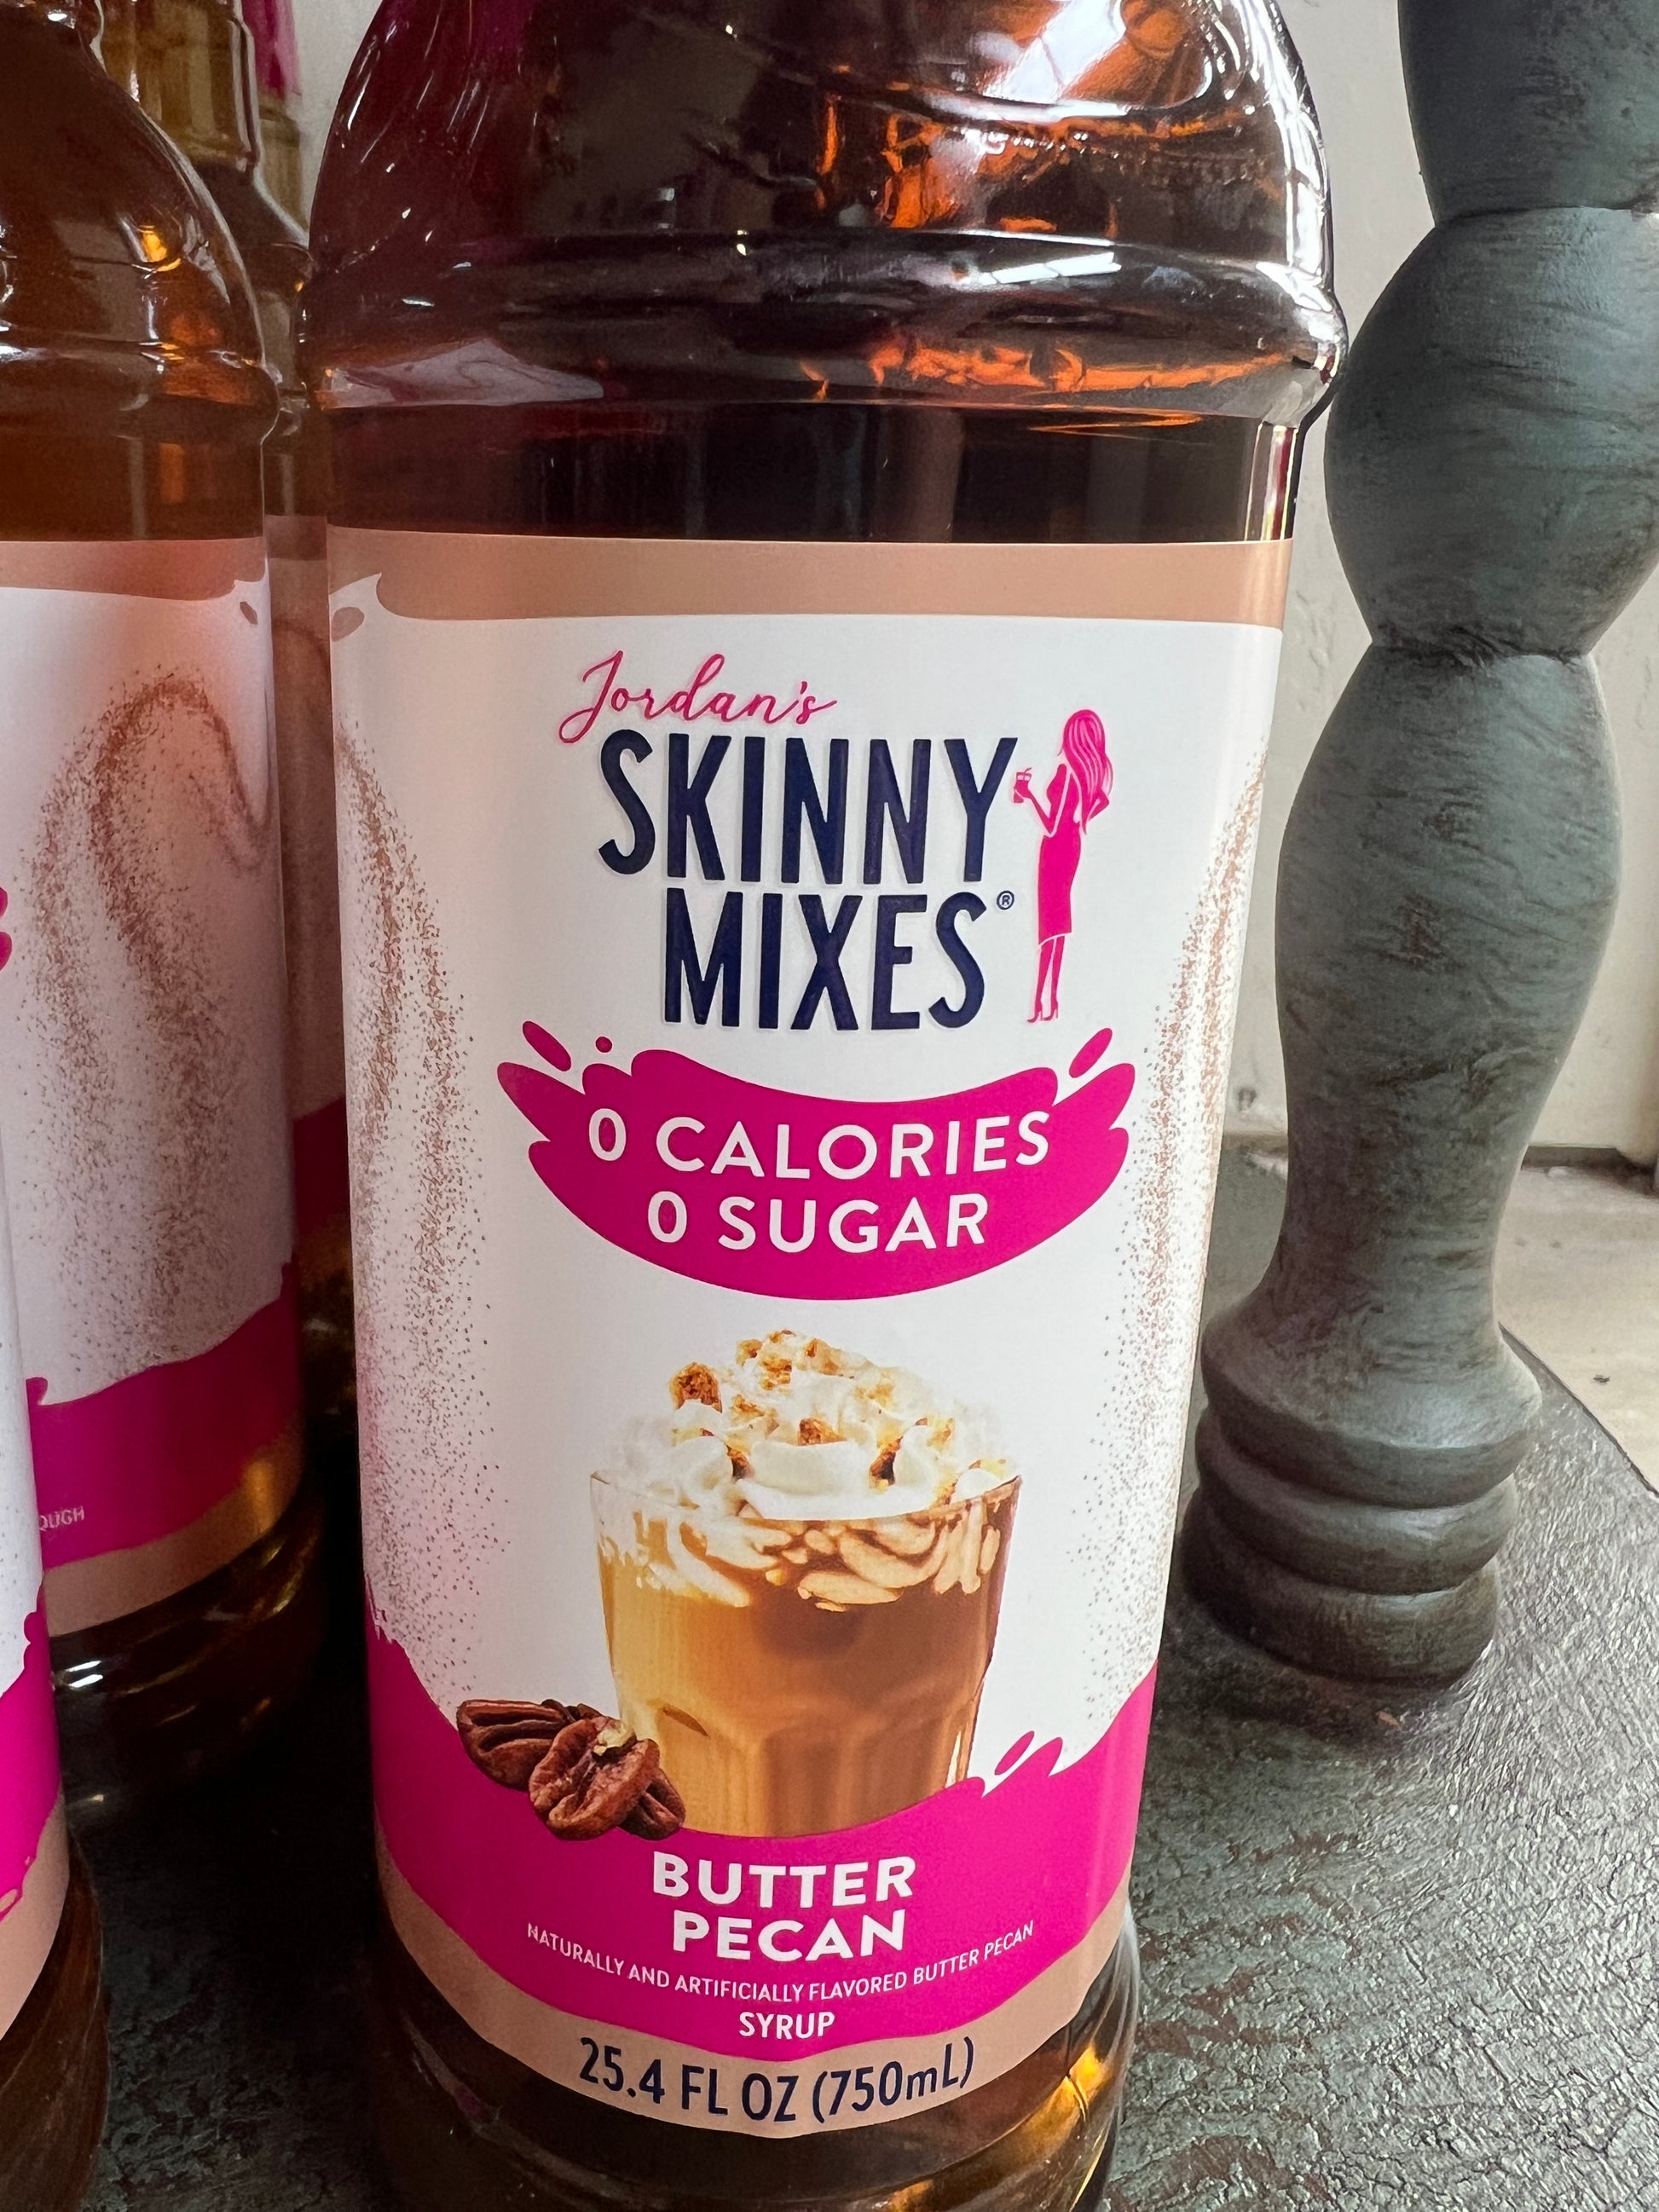 Jordan's
SKINNY
MIXES®
0 CALORIES
0 SUGAR
BUTTER
PECAN
NATURALLY AND ARTIFICIALLY FLAVORED BUTTER PECAN
SYRUP
25.4 FL OZ (750mL)